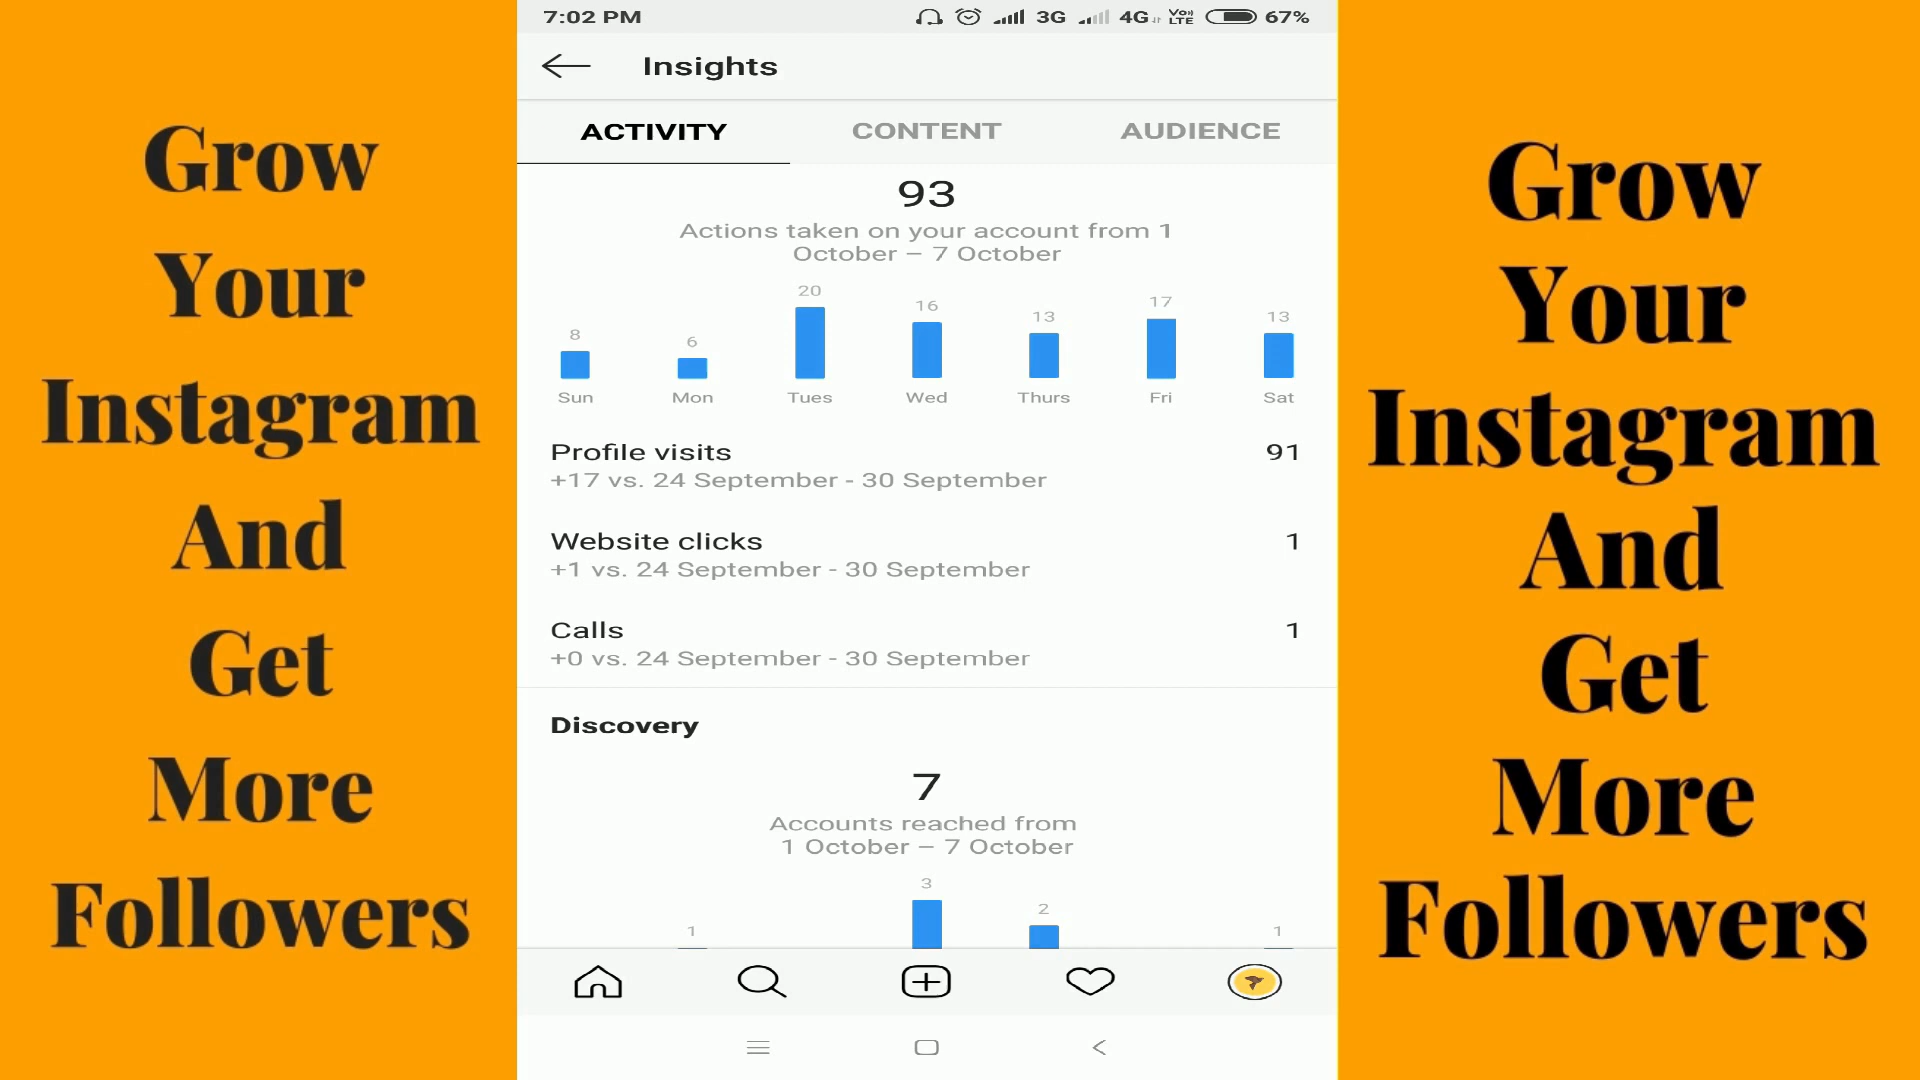 Grow
Your
Instagram
And
Get
More
Followers
7:02 PM 3G 4G VoLTE 67%
Insights
ACTIVITY CONTENT AUDIENCE
93
Actions taken on your account from 1
October – 7 October
8 6 20 16 13 17 13
Sun Mon Tues Wed Thurs Fri Sat
Profile visits 91
+17 vs. 24 September - 30 September
Website clicks 1
+1 vs. 24 September - 30 September
Calls 1
+0 vs. 24 September - 30 September
Discovery
7
Accounts reached from
1 October – 7 October
1 3 2 1
Grow
Your
Instagram
And
Get
More
Followers